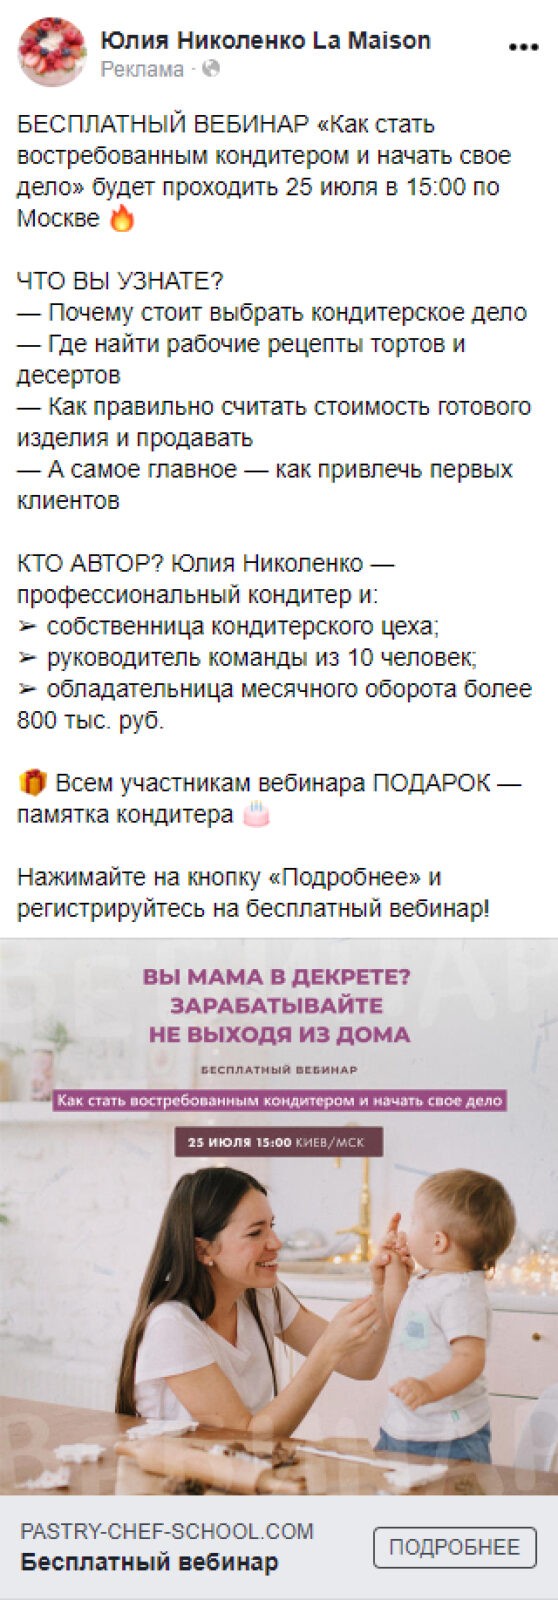 Юлия Николенко La Maison
Реклама ·
БЕСПЛАТНЫЙ ВЕБИНАР «Как стать
востребованным кондитером и начать свое
дело» будет проходить 25 июля в 15:00 по
Москве 🔥
ЧТО ВЫ УЗНАТЕ?
— Почему стоит выбрать кондитерское дело
— Где найти рабочие рецепты тортов и
десертов
— Как правильно считать стоимость готового
изделия и продавать
— А самое главное — как привлечь первых
клиентов
КТО АВТОР? Юлия Николенко —
профессиональный кондитер и:
➢ собственница кондитерского цеха;
➢ руководитель команды из 10 человек;
➢ обладательница месячного оборота более
800 тыс. руб.
🎁 Всем участникам вебинара ПОДАРОК —
памятка кондитера 🎂
Нажимайте на кнопку «Подробнее» и
регистрируйтесь на бесплатный вебинар!
ВЕБИНАР
ВЫ МАМА В ДЕКРЕТЕ?
ЗАРАБАТЫВАЙТЕ
НЕ ВЫХОДЯ ИЗ ДОМА
БЕСПЛАТНЫЙ ВЕБИНАР
Как стать востребованным кондитером и начать свое дело
25 ИЮЛЯ 15:00 КИЕВ/МСК
ВЕБИНАР
PASTRY-CHEF-SCHOOL.COM
Бесплатный вебинар
ПОДРОБНЕЕ